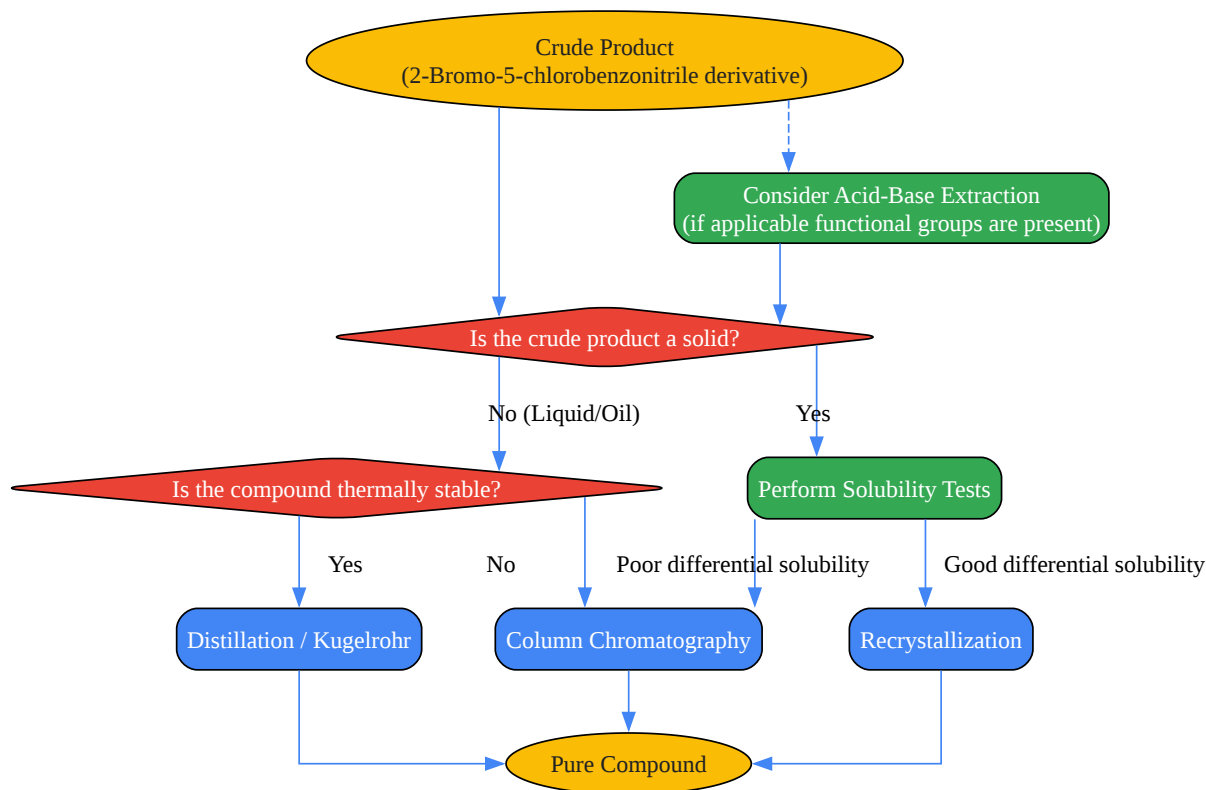 Crude Product
(2-Bromo-5-chlorobenzonitrile derivative)
Consider Acid-Base Extraction
(if applicable functional groups are present)
Is the crude product a solid?
No (Liquid/Oil)
Yes
Is the compound thermally stable?
Perform Solubility Tests
Yes
No
Poor differential solubility
Good differential solubility
Distillation / Kugelrohr
Column Chromatography
Recrystallization
Pure Compound